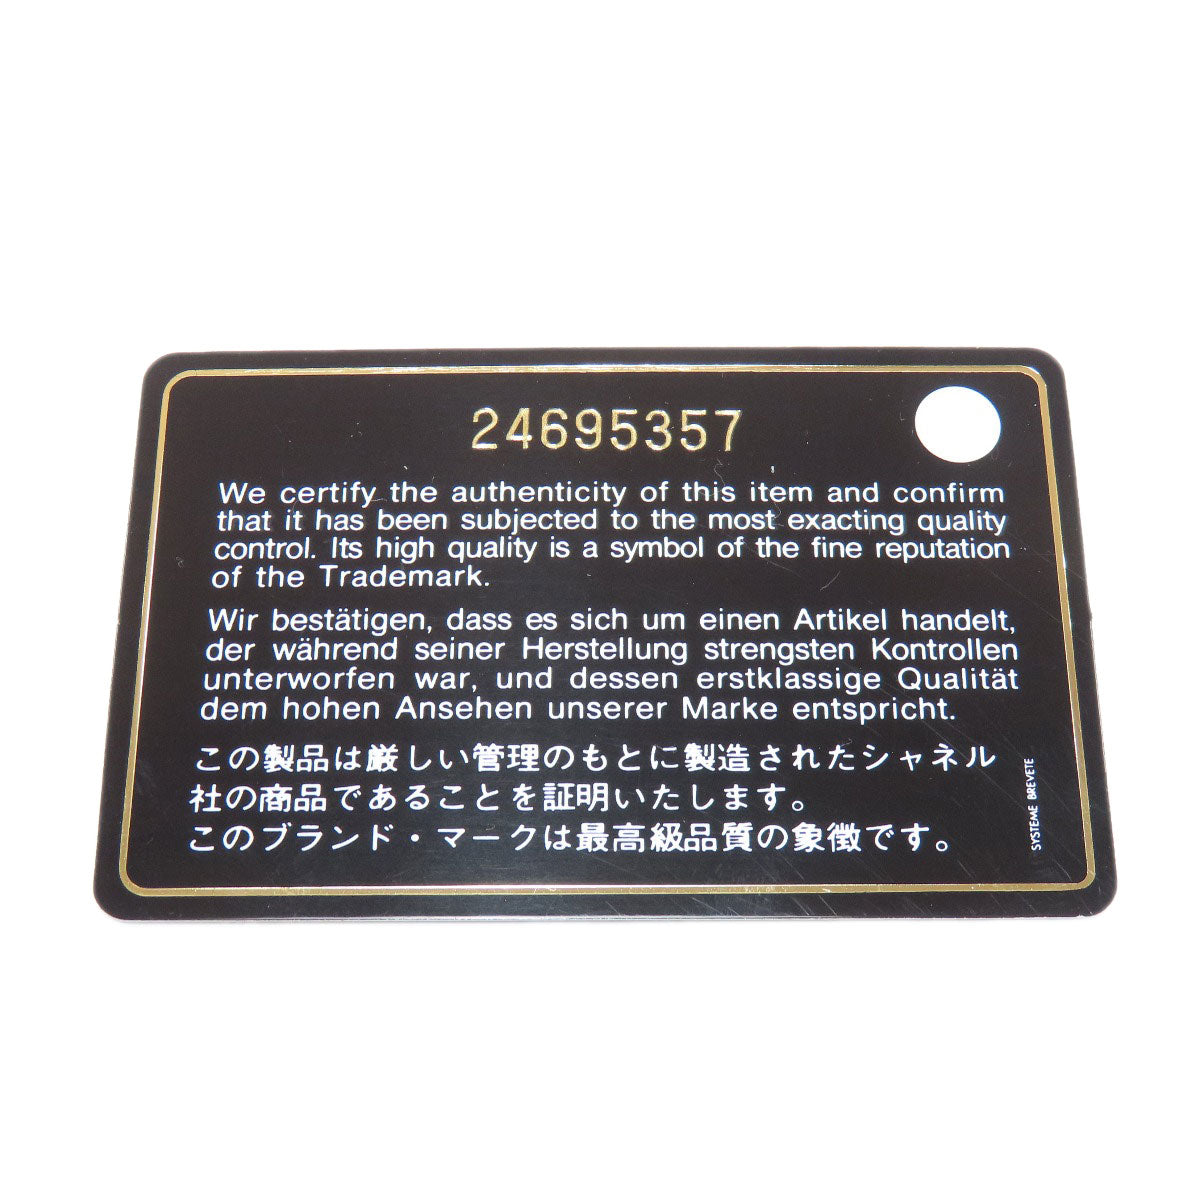 24695357
We certify the authenticity of this item and confirm
that it has been subjected to the most exacting quality
control. Its high quality is a symbol of the fine reputation
of the Trademark.
Wir bestätigen, dass es sich um einen Artikel handelt,
der während seiner Herstellung strengsten Kontrollen
unterworfen war, und dessen erstklassige Qualität
dem hohen Ansehen unserer Marke entspricht.
この製品は厳しい管理のもとに製造されたシャネル
社の商品であることを証明いたします。
このブランド・マークは最高級品質の象徴です。
SYSTEME BREVETE